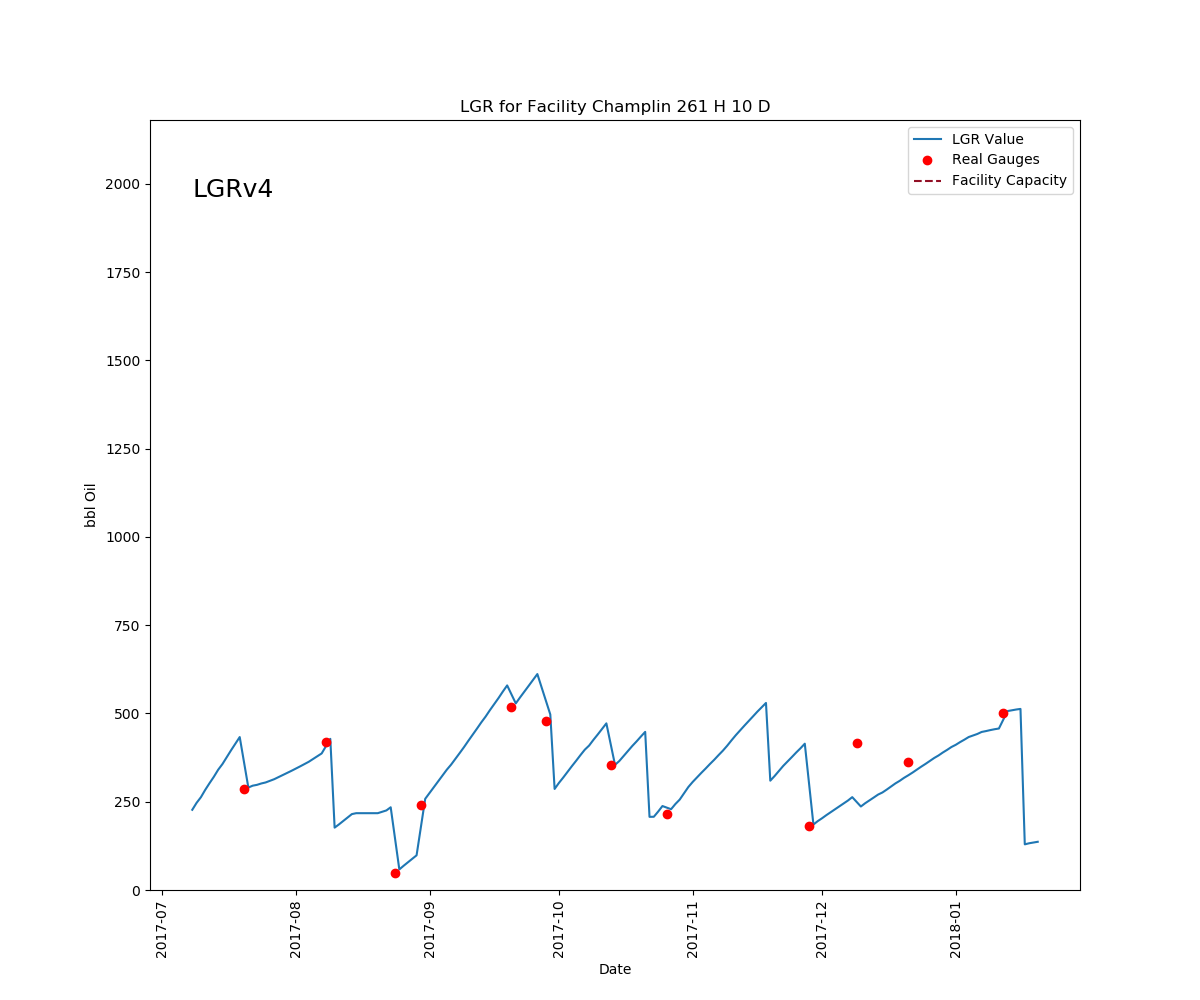 LGR for Facility Champlin 261 H 10 D
LGR Value
Real Gauges
Facility Capacity
LGRv4
bbl Oil
2000
1750
1500
1250
1000
750
500
250
0
2017-07
2017-08
2017-09
2017-10
2017-11
2017-12
2018-01
Date